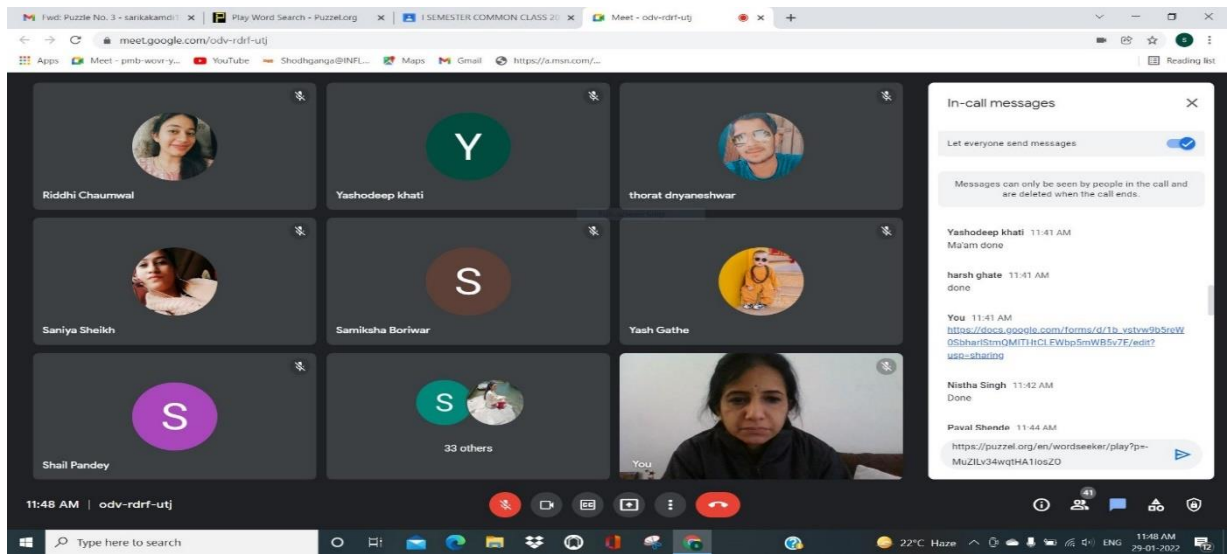 Fwd: Puzzle No. 3 - sarikakamdi1
Play Word Search - Puzzel.org
I SEMESTER COMMON CLASS 20
Meet - odv-rdrf-utj
meet.google.com/odv-rdrf-utj
Apps Meet - pmb-wovr-y... YouTube Shodhganga@INFL... Maps Gmail https://a.msn.com/...
Reading list
Riddhi Chaumwal
Y
Yashodeep khati
thorat dnyaneshwar
Saniya Sheikh
S
Samiksha Boriwar
Yash Gathe
S
Shail Pandey
S
33 others
You
In-call messages
Let everyone send messages
Messages can only be seen by people in the call and
are deleted when the call ends.
Yashodeep khati 11:41 AM
Ma'am done
harsh ghate 11:41 AM
done
You 11:41 AM
https://docs.google.com/forms/d/1b_vstvw9b5reW
0SbharIStmQMITHtCLEWbp5mWB5v7E/edit?
usp=sharing
Nistha Singh 11:42 AM
Done
Payal Shende 11:44 AM
https://puzzel.org/en/wordseeker/play?p=-
MuZILv34wqtHA1IosZ0
11:48 AM | odv-rdrf-utj
41
Type here to search
22°C Haze
ENG
11:48 AM
29-01-2022